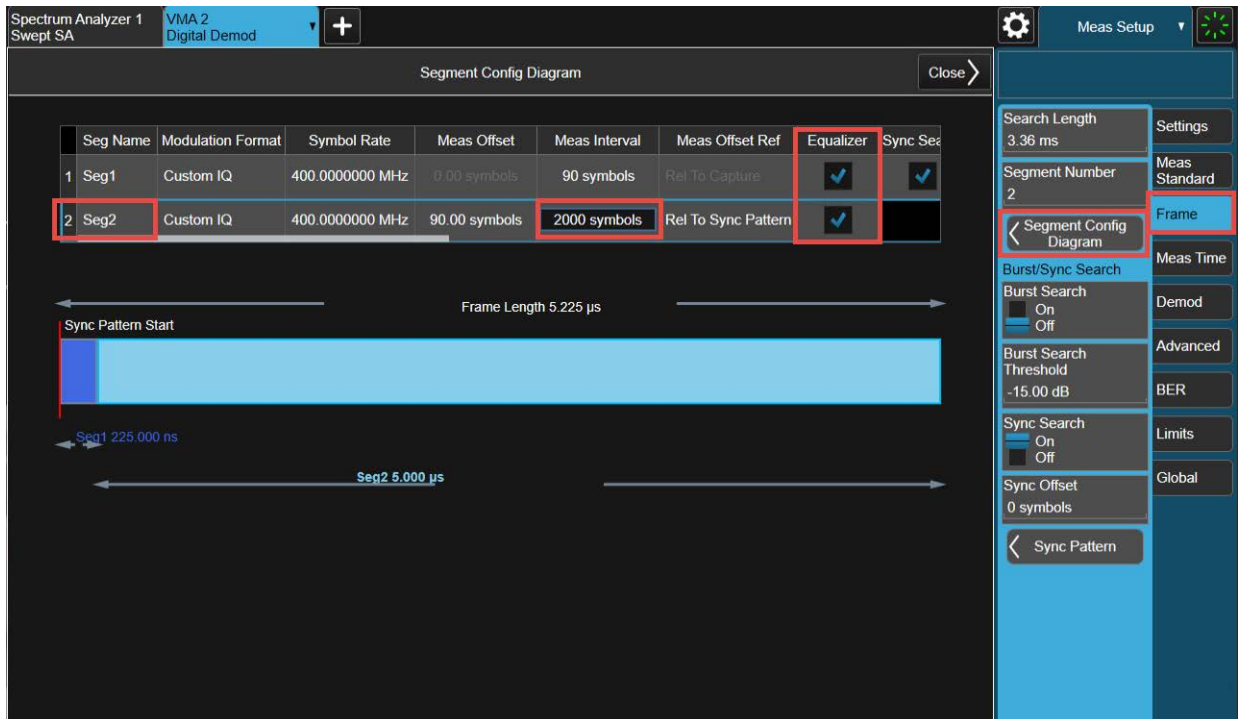 Spectrum Analyzer 1
Swept SA
VMA 2
Digital Demod
Meas Setup
Segment Config Diagram
Close
Seg Name Modulation Format Symbol Rate Meas Offset Meas Interval Meas Offset Ref Equalizer Sync Sea
1 Seg1 Custom IQ 400.0000000 MHz 0.00 symbols 90 symbols Rel To Capture
2 Seg2 Custom IQ 400.0000000 MHz 90.00 symbols 2000 symbols Rel To Sync Pattern
Frame Length 5.225 µs
Sync Pattern Start
Seg1 225.000 ns
Seg2 5.000 µs
Search Length
3.36 ms
Segment Number
2
Segment Config
Diagram
Burst/Sync Search
Burst Search
On
Off
Burst Search
Threshold
-15.00 dB
Sync Search
On
Off
Sync Offset
0 symbols
Sync Pattern
Settings
Meas
Standard
Frame
Meas Time
Demod
Advanced
BER
Limits
Global